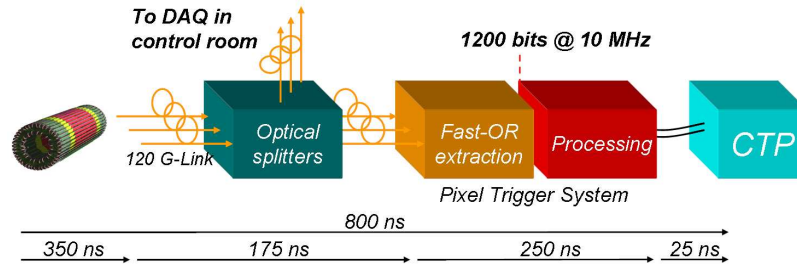 To DAQ in
control room
1200 bits @ 10 MHz
120 G-Link
Optical
splitters
Fast-OR
extraction
Processing
CTP
Pixel Trigger System
800 ns
350 ns
175 ns
250 ns
25 ns